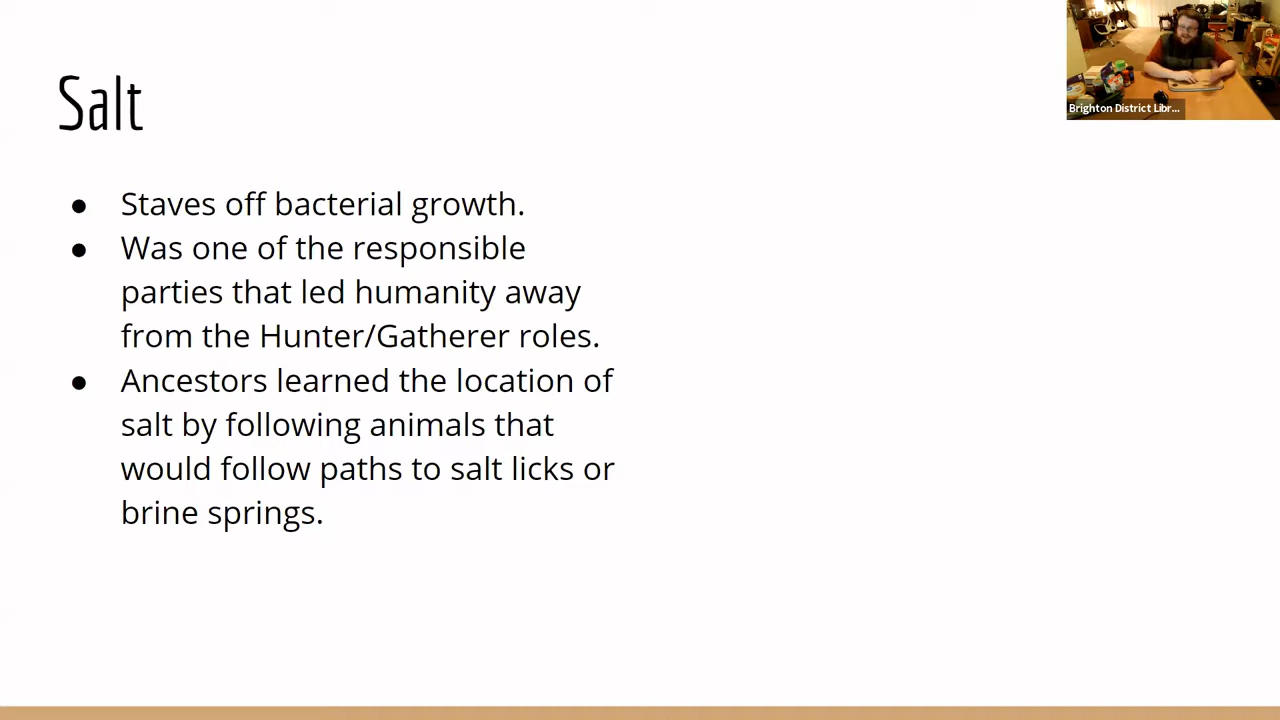 Salt
Brighton District Libr...
● Staves off bacterial growth.
● Was one of the responsible
parties that led humanity away
from the Hunter/Gatherer roles.
● Ancestors learned the location of
salt by following animals that
would follow paths to salt licks or
brine springs.